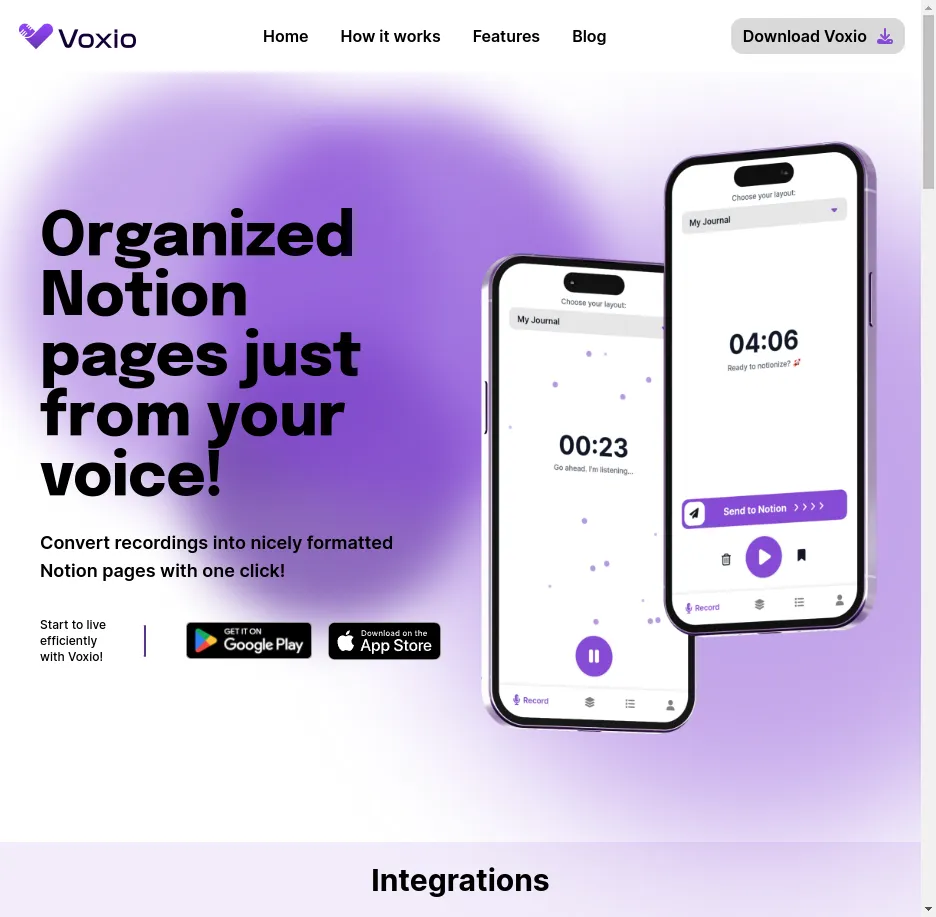 Voxio
Home
How it works
Features
Blog
Download Voxio
Organized
Notion
pages just
from your
voice!
Convert recordings into nicely formatted
Notion pages with one click!
Start to live
efficiently
with Voxio!
GET IT ON
Google Play
Download on the
App Store
Choose your layout:
My Journal
00:23
Go ahead. I'm listening...
Record
Choose your layout:
My Journal
04:06
Ready to notionize?
Send to Notion
Record
Integrations